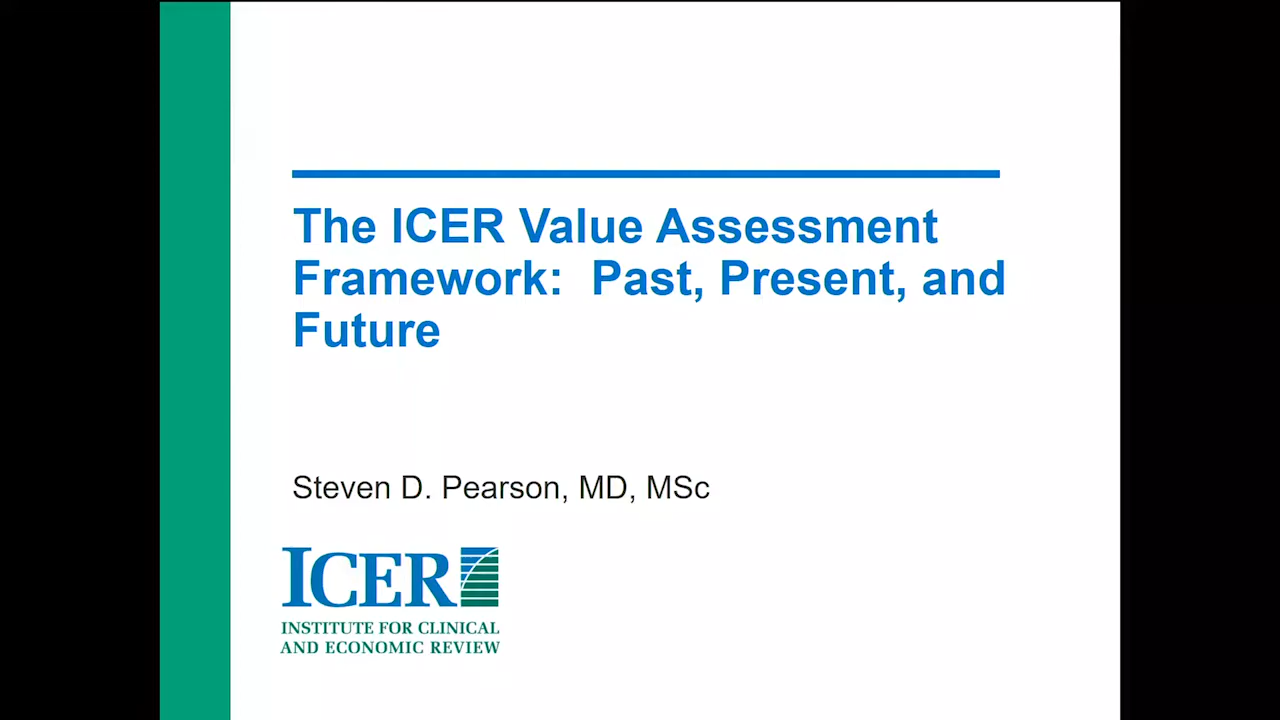 The ICER Value Assessment
Framework:  Past, Present, and
Future
Steven D. Pearson, MD, MSc
ICER
INSTITUTE FOR CLINICAL
AND ECONOMIC REVIEW